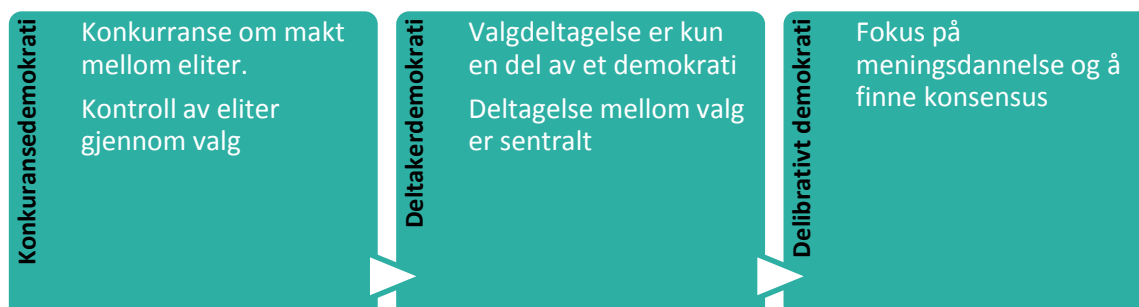 Konkuransedemokrati
Konkurranse om makt
mellom eliter.
Kontroll av eliter
gjennom valg
Deltakerdemokrati
Valgdeltagelse er kun
en del av et demokrati
Deltagelse mellom valg
er sentralt
Delibrativt demokrati
Fokus på
meningsdannelse og å
finne konsensus